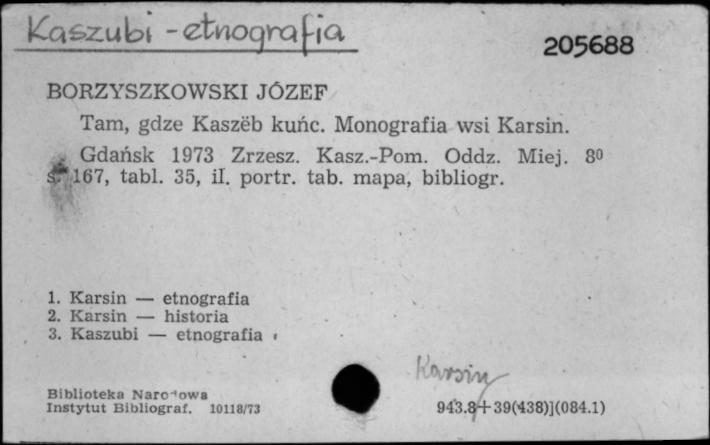 Kaszubi - etnografia
205688
BORZYSZKOWSKI JÓZEF
Tam, gdze Kaszëb kuńc. Monografia wsi Karsin.
Gdańsk 1973 Zrzesz. Kasz.-Pom. Oddz. Miej. 8⁰
s. 167, tabl. 35, il. portr. tab. mapa, bibliogr.
1. Karsin — etnografia
2. Karsin — historia
3. Kaszubi — etnografia
Karsin
Biblioteka Narodowa
Instytut Bibliograf. 10118/73
943.8+39(438)](084.1)